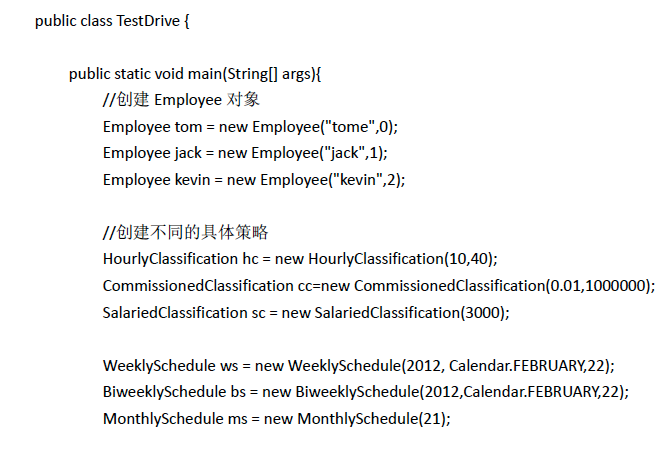 public class TestDrive {
public static void main(String[] args){
//创建 Employee 对象
Employee tom = new Employee("tome",0);
Employee jack = new Employee("jack",1);
Employee kevin = new Employee("kevin",2);
//创建不同的具体策略
HourlyClassification hc = new HourlyClassification(10,40);
CommissionedClassification cc=new CommissionedClassification(0.01,1000000);
SalariedClassification sc = new SalariedClassification(3000);
WeeklySchedule ws = new WeeklySchedule(2012, Calendar.FEBRUARY,22);
BiweeklySchedule bs = new BiweeklySchedule(2012,Calendar.FEBRUARY,22);
MonthlySchedule ms = new MonthlySchedule(21);